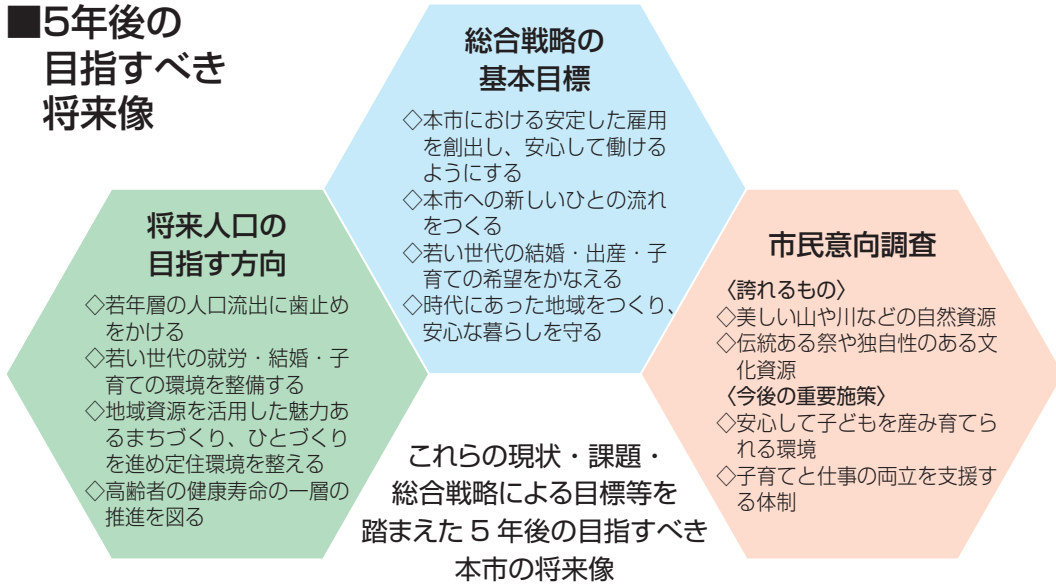 ■5年後の
目指すべき
将来像
総合戦略の
基本目標
◇本市における安定した雇用
を創出し、安心して働ける
ようにする
◇本市への新しいひとの流れ
をつくる
◇若い世代の結婚・出産・子
育ての希望をかなえる
◇時代にあった地域をつくり、
安心な暮らしを守る
将来人口の
目指す方向
◇若年層の人口流出に歯止め
をかける
◇若い世代の就労・結婚・子
育ての環境を整備する
◇地域資源を活用した魅力あ
るまちづくり、ひとづくり
を進め定住環境を整える
◇高齢者の健康寿命の一層の
推進を図る
市民意向調査
〈誇れるもの〉
◇美しい山や川などの自然資源
◇伝統ある祭や独自性のある文
化資源
〈今後の重要施策〉
◇安心して子どもを産み育てら
れる環境
◇子育てと仕事の両立を支援す
る体制
これらの現状・課題・
総合戦略による目標等を
踏まえた 5 年後の目指すべき
本市の将来像